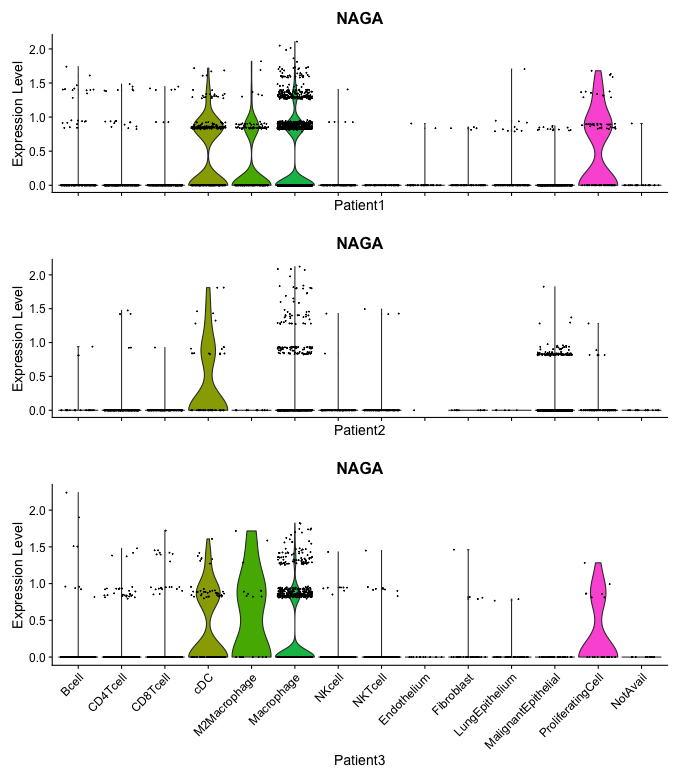 NAGA
Expression Level
2.0
1.5
1.0
0.5
0.0
Patient1
NAGA
Expression Level
2.0
1.5
1.0
0.5
0.0
Patient2
NAGA
Expression Level
2.0
1.5
1.0
0.5
0.0
Bcell
CD4Tcell
CD8Tcell
cDC
M2Macrophage
Macrophage
NKcell
NKTcell
Endothelium
Fibroblast
LungEpithelium
MalignantEpithelial
ProliferatingCell
NotAvail
Patient3